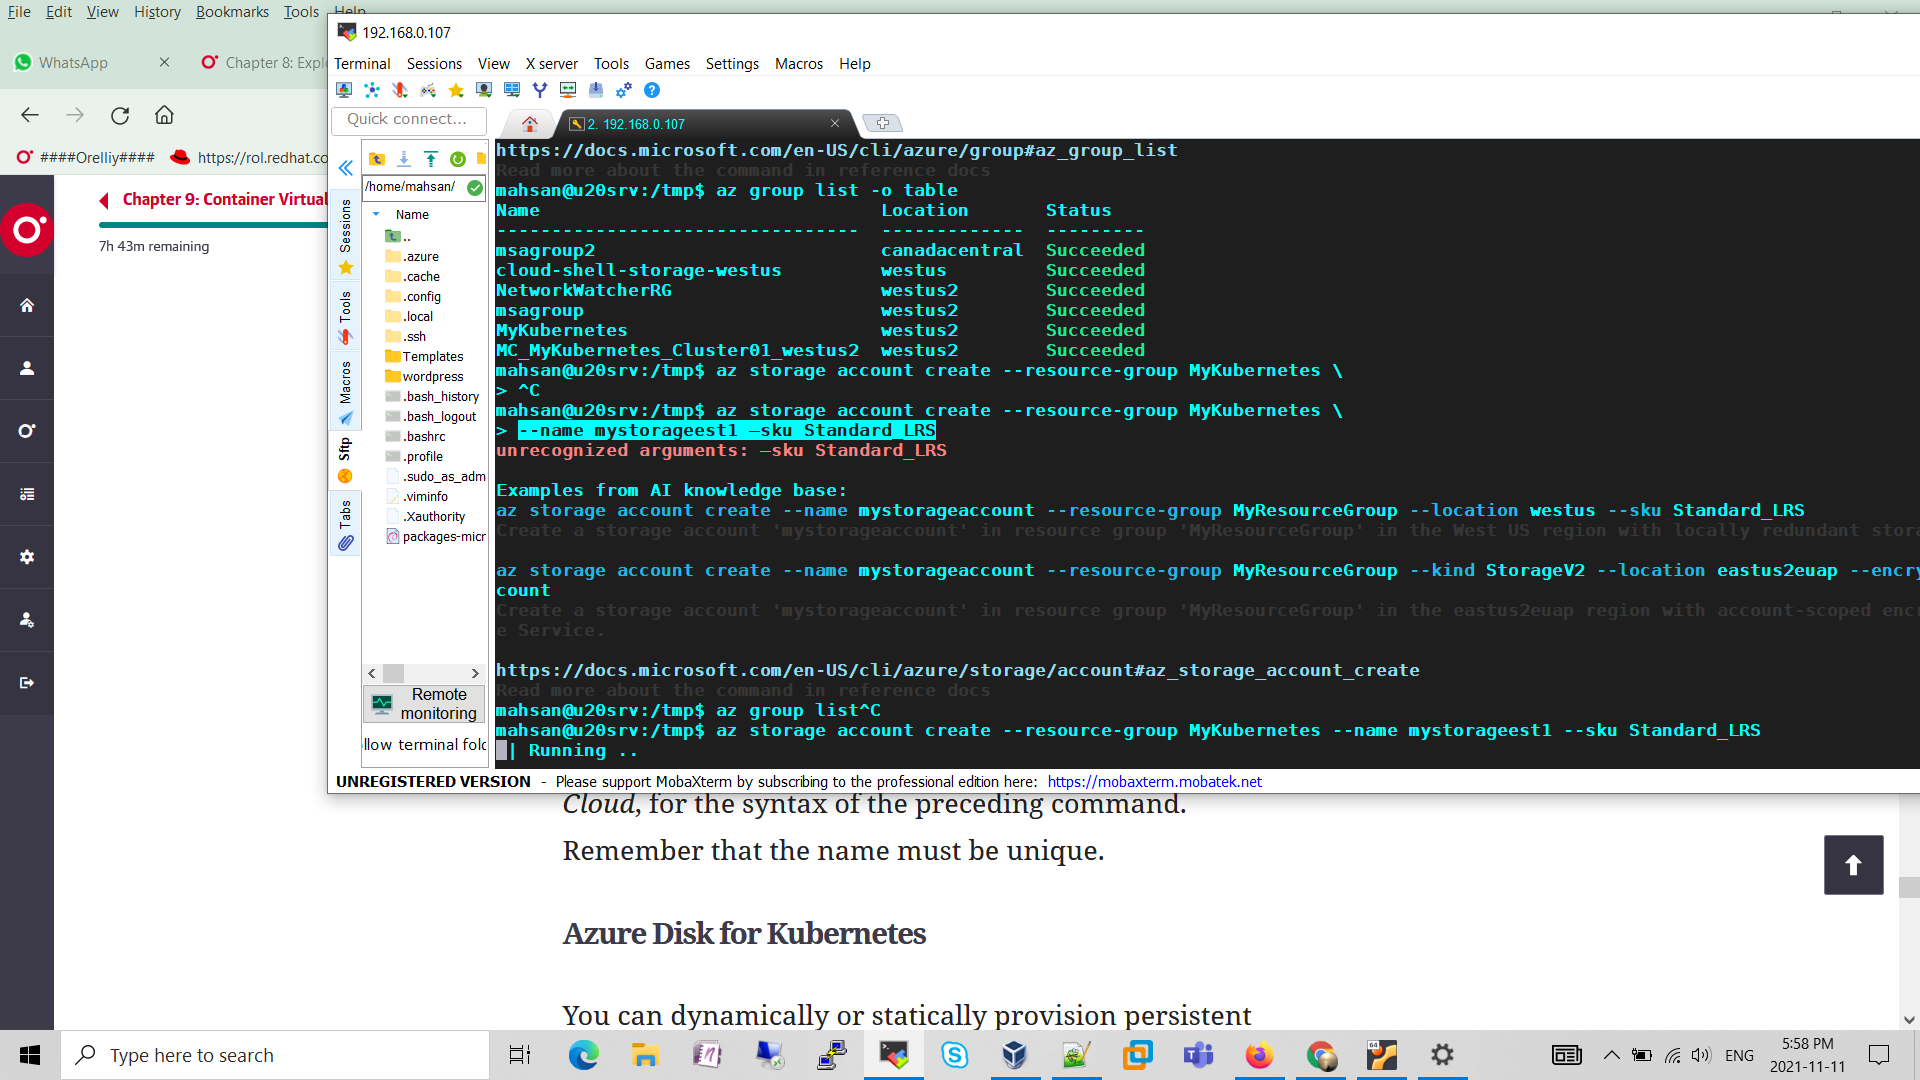 File Edit View History Bookmarks Tools Help
WhatsApp
Chapter 8: Expl
####Orelliy####
https://rol.redhat.co
Chapter 9: Container Virtual
7h 43m remaining
192.168.0.107
Terminal Sessions View X server Tools Games Settings Macros Help
Quick connect...
2. 192.168.0.107
Sessions
Tools
Macros
Sftp
Tabs
/home/mahsan/
Name
..
.azure
.cache
.config
.local
.ssh
Templates
wordpress
.bash_history
.bash_logout
.bashrc
.profile
.sudo_as_adm
.viminfo
.Xauthority
packages-micr
Remote
monitoring
llow terminal fold
https://docs.microsoft.com/en-US/cli/azure/group#az_group_list
Read more about the command in reference docs
mahsan@u20srv:/tmp$ az group list -o table
Name Location Status
--------------------------------- ------------- ---------
msagroup2 canadacentral Succeeded
cloud-shell-storage-westus westus Succeeded
NetworkWatcherRG westus2 Succeeded
msagroup westus2 Succeeded
MyKubernetes westus2 Succeeded
MC_MyKubernetes_Cluster01_westus2 westus2 Succeeded
mahsan@u20srv:/tmp$ az storage account create --resource-group MyKubernetes \
> ^C
mahsan@u20srv:/tmp$ az storage account create --resource-group MyKubernetes \
> --name mystorageest1 –sku Standard_LRS
unrecognized arguments: –sku Standard_LRS
Examples from AI knowledge base:
az storage account create --name mystorageaccount --resource-group MyResourceGroup --location westus --sku Standard_LRS
Create a storage account 'mystorageaccount' in resource group 'MyResourceGroup' in the West US region with locally redundant stora
az storage account create --name mystorageaccount --resource-group MyResourceGroup --kind StorageV2 --location eastus2euap --encry
count
Create a storage account 'mystorageaccount' in resource group 'MyResourceGroup' in the eastus2euap region with account-scoped encr
e Service.
https://docs.microsoft.com/en-US/cli/azure/storage/account#az_storage_account_create
Read more about the command in reference docs
mahsan@u20srv:/tmp$ az group list^C
mahsan@u20srv:/tmp$ az storage account create --resource-group MyKubernetes --name mystorageest1 --sku Standard_LRS
| Running ..
UNREGISTERED VERSION - Please support MobaXterm by subscribing to the professional edition here: https://mobaxterm.mobatek.net
Cloud, for the syntax of the preceding command.
Remember that the name must be unique.
Azure Disk for Kubernetes
You can dynamically or statically provision persistent
Type here to search
ENG
5:58 PM
2021-11-11